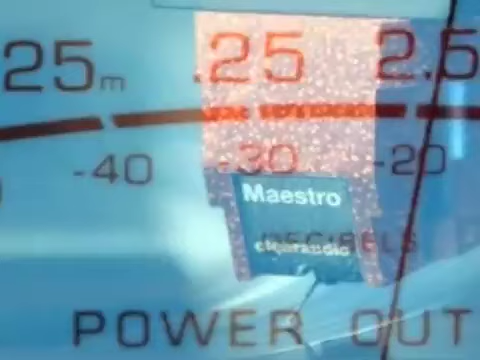 25m .25 2.5
-40 -30 -20
Maestro
DECIBELS
clearaudio
POWER OUT